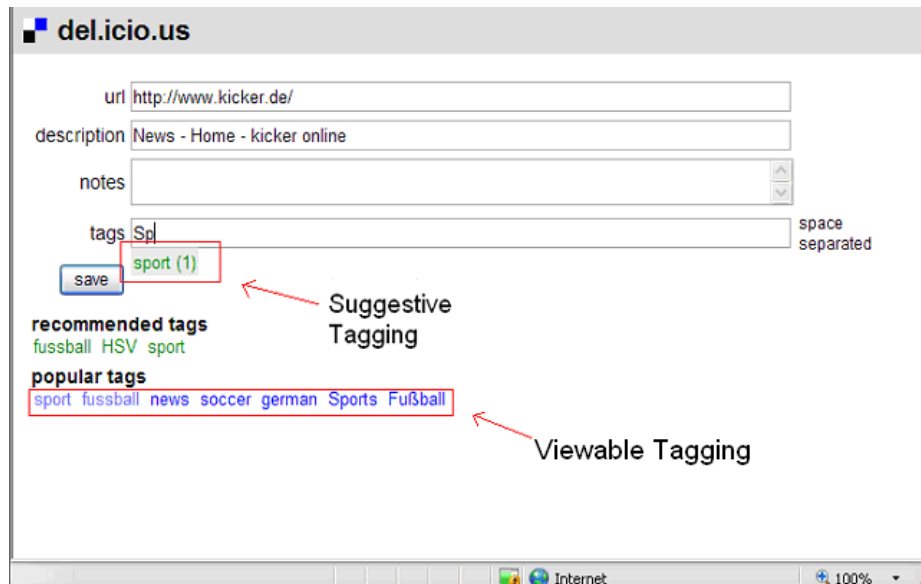 del.icio.us
url http://www.kicker.de/
description News - Home - kicker online
notes
tags Sp
space
separated
sport (1)
save
Suggestive
Tagging
recommended tags
fussball HSV sport
popular tags
sport fussball news soccer german Sports Fußball
Viewable Tagging
Internet 100%